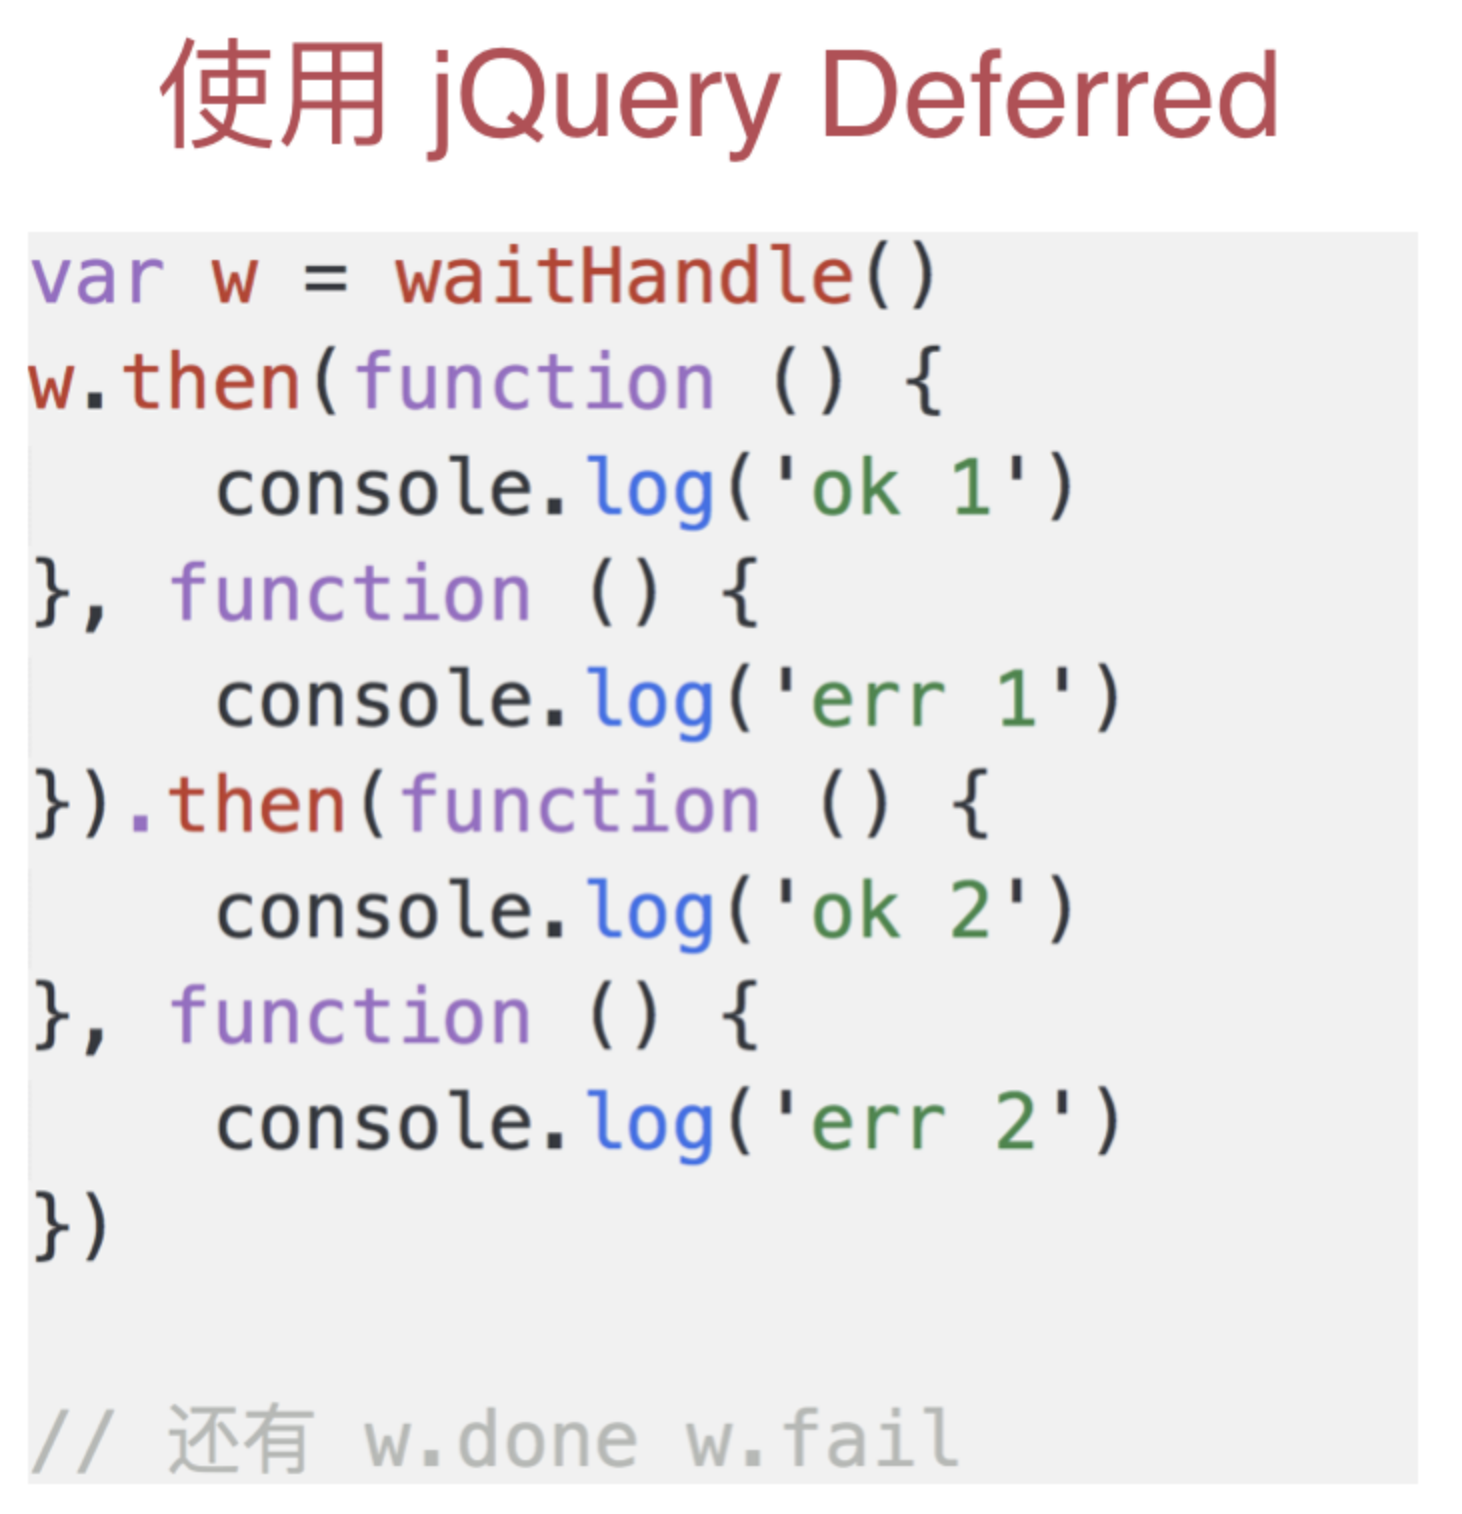 使用 jQuery Deferred
var w = waitHandle()
w.then(function () {
    console.log('ok 1')
}, function () {
    console.log('err 1')
}).then(function () {
    console.log('ok 2')
}, function () {
    console.log('err 2')
})
// 还有 w.done w.fail